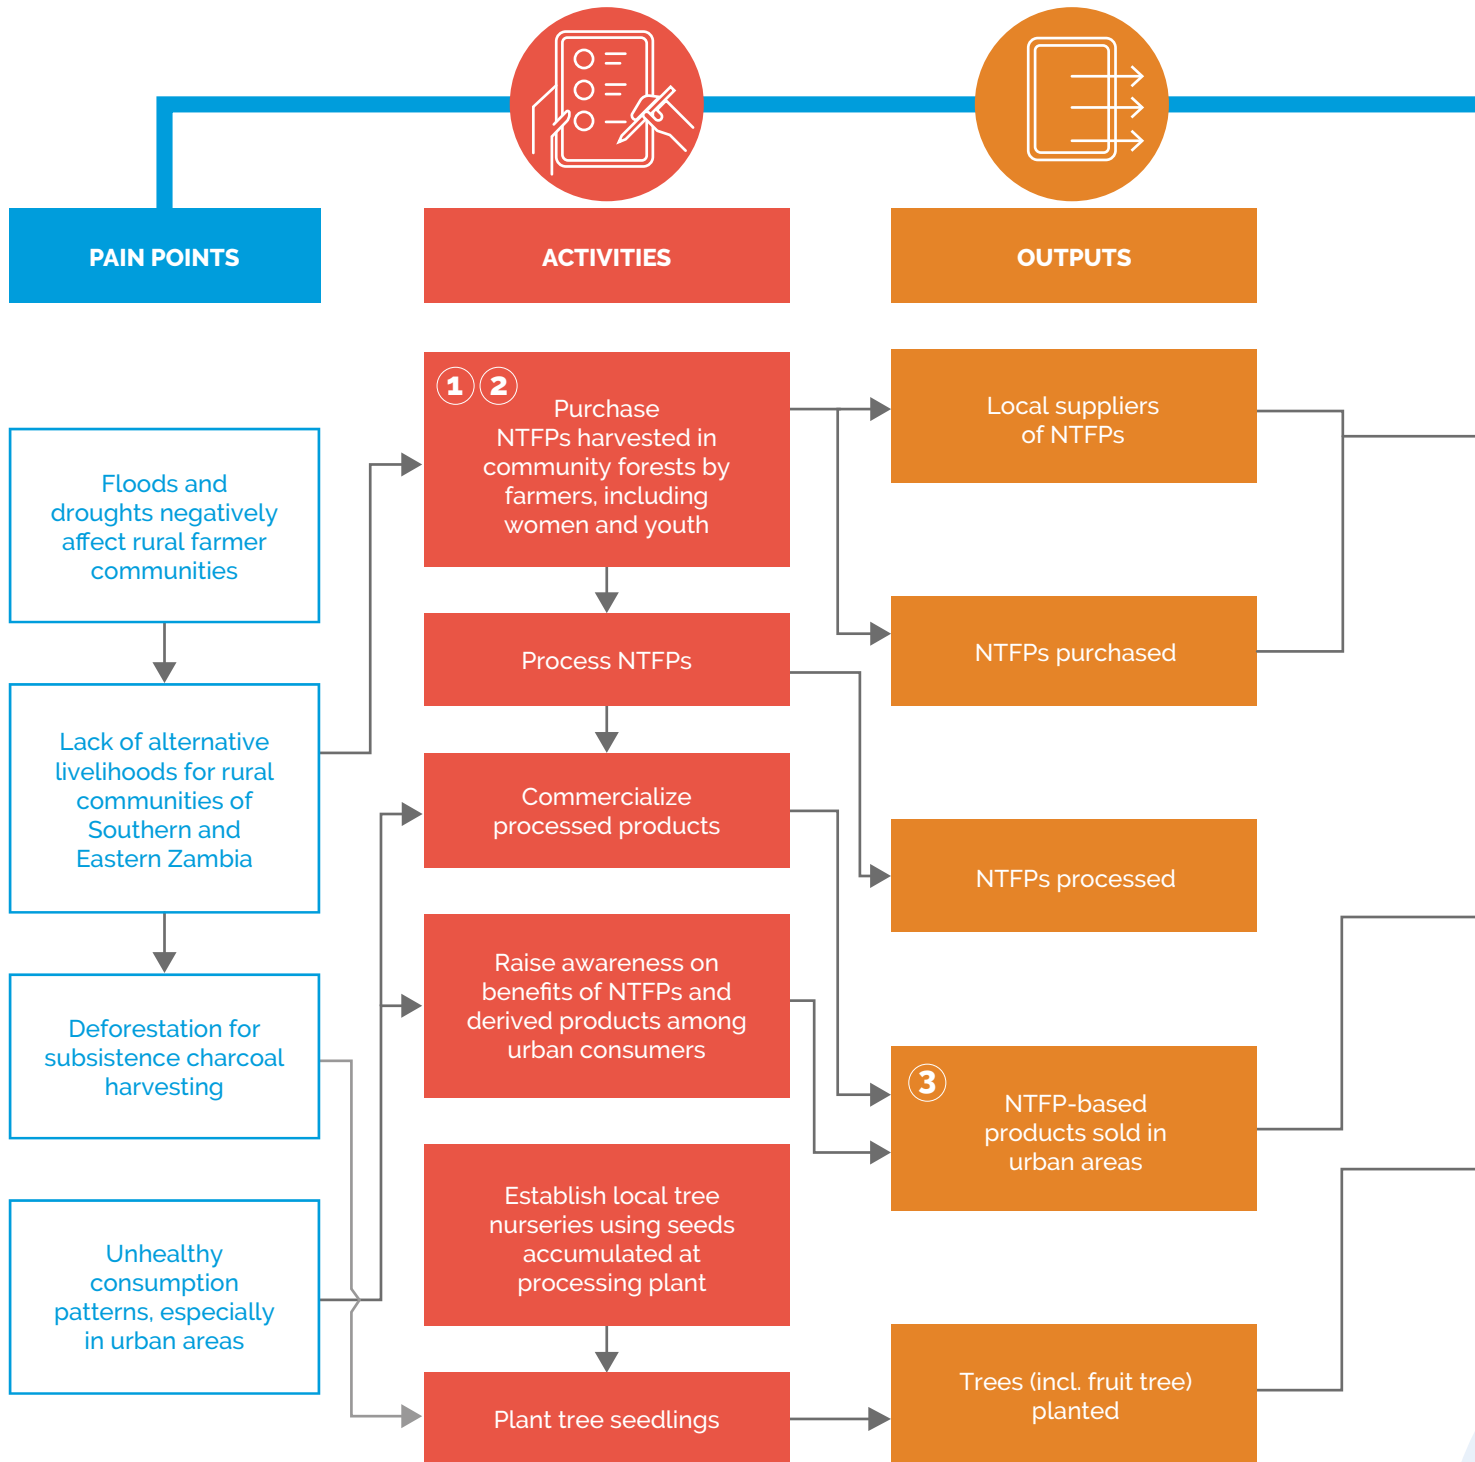 PAIN POINTS
ACTIVITIES
OUTPUTS
Floods and
droughts negatively
affect rural farmer
communities
Lack of alternative
livelihoods for rural
communities of
Southern and
Eastern Zambia
Deforestation for
subsistence charcoal
harvesting
Unhealthy
consumption
patterns, especially
in urban areas
1 2
Purchase
NTFPs harvested in
community forests by
farmers, including
women and youth
Process NTFPs
Commercialize
processed products
Raise awareness on
benefits of NTFPs and
derived products among
urban consumers
Establish local tree
nurseries using seeds
accumulated at
processing plant
Plant tree seedlings
Local suppliers
of NTFPs
NTFPs purchased
NTFPs processed
3
NTFP-based
products sold in
urban areas
Trees (incl. fruit tree)
planted